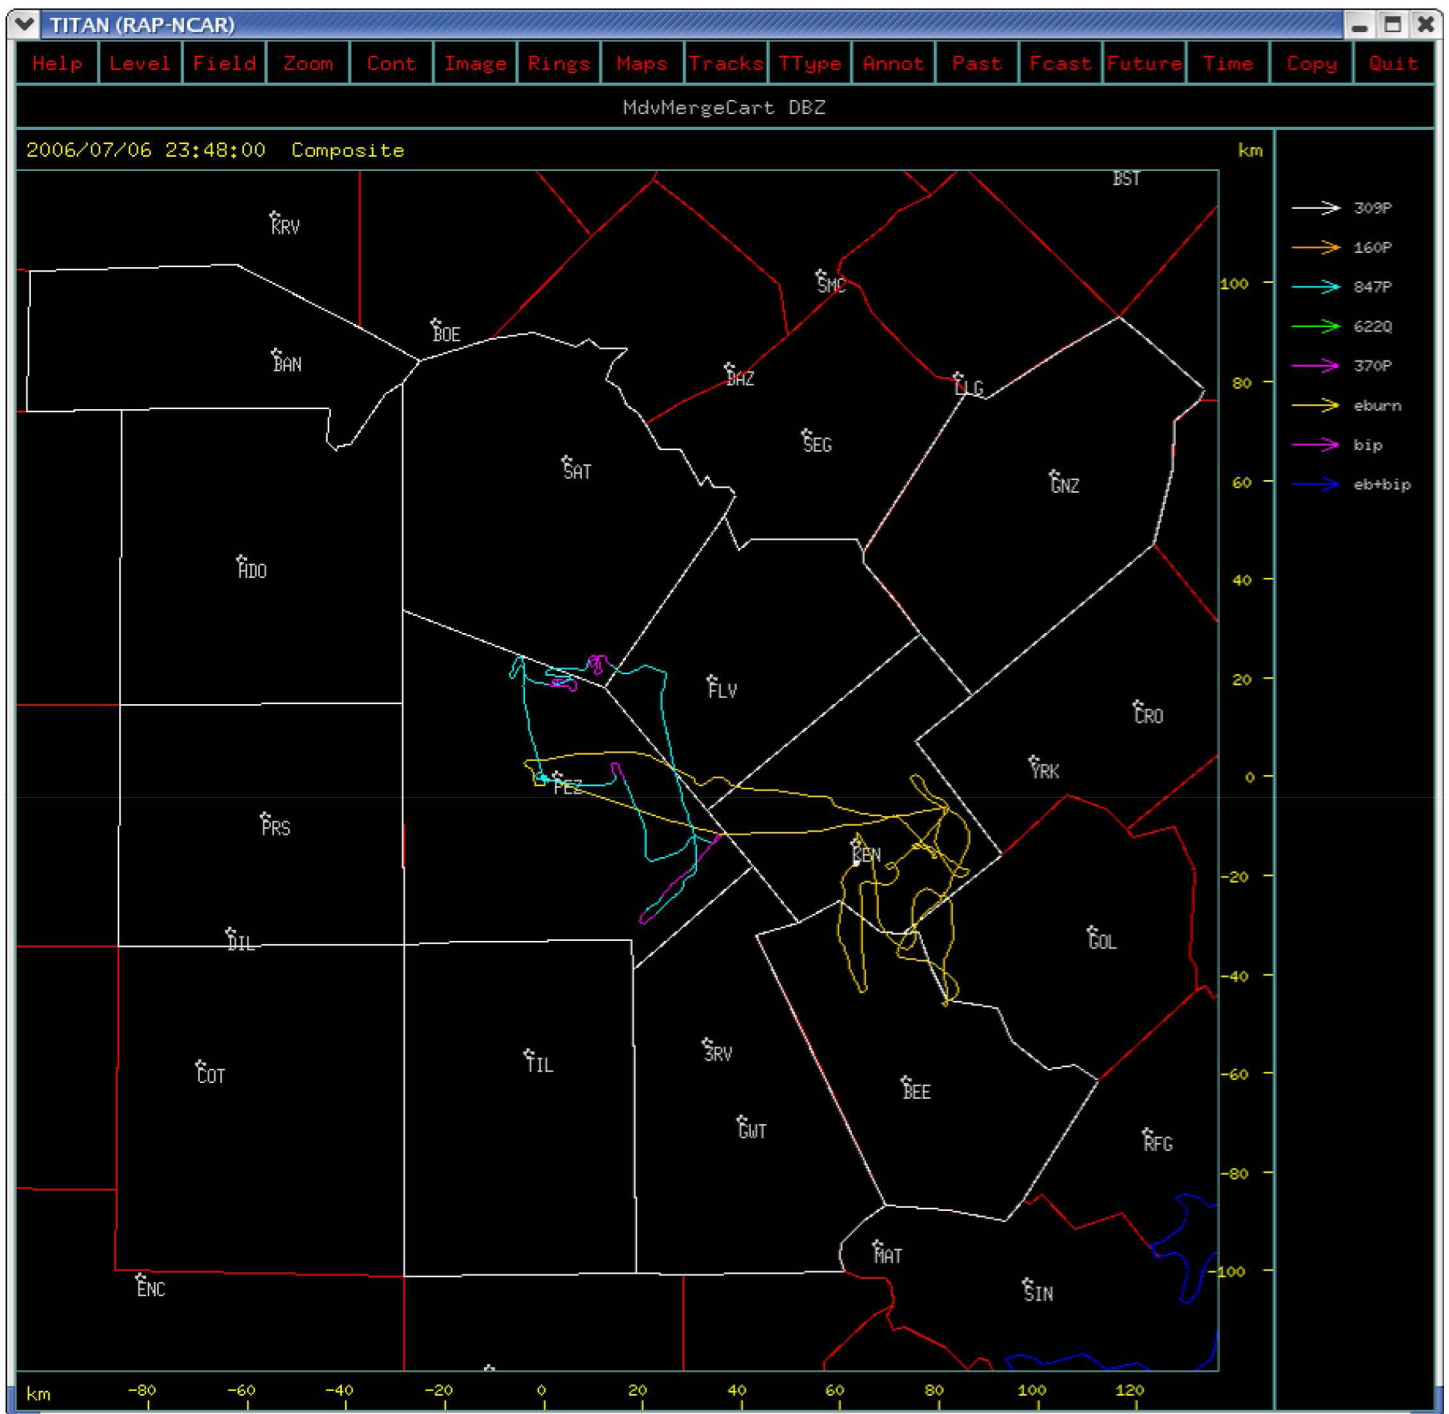 TITAN (RAP-NCAR)
Help Level Field Zoom Cont Image Rings Maps Tracks TType Annot Past Fcast Future Time Copy Quit
MdvMergeCart DBZ
2006/07/06 23:48:00 Composite km
BST
309P
KRV
160P
SMC
100
847P
BOE
622Q
BAN
370P
BAZ
LLG
80
eburn
SEG
bip
SAT
GNZ
60
eb+bip
ADO
40
FLV
20
CRO
YRK
0
PEZ
PRS
KEN
-20
DIL
GOL
-40
3RV
TIL
COT
-60
BEE
GWT
RFG
-80
MAT
-100
ENC
SIN
km -80 -60 -40 -20 0 20 40 60 80 100 120